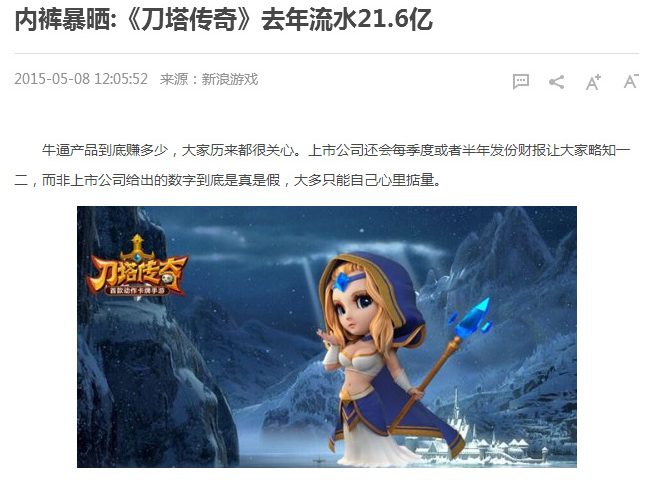 内裤暴晒:《刀塔传奇》去年流水21.6亿
2015-05-08 12:05:52 来源：新浪游戏
A+ A-
牛逼产品到底赚多少，大家历来都很关心。上市公司还会每季度或者半年发份财报让大家略知一
二，而非上市公司给出的数字到底是真是假，大多只能自己心里掂量。
刀塔传奇
首款动作卡牌手游